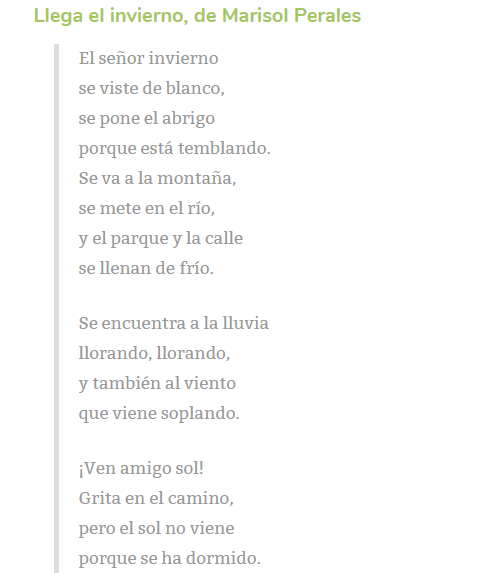 Llega el invierno, de Marisol Perales
El señor invierno
se viste de blanco,
se pone el abrigo
porque está temblando.
Se va a la montaña,
se mete en el río,
y el parque y la calle
se llenan de frío.
Se encuentra a la lluvia
llorando, llorando,
y también al viento
que viene soplando.
¡Ven amigo sol!
Grita en el camino,
pero el sol no viene
porque se ha dormido.